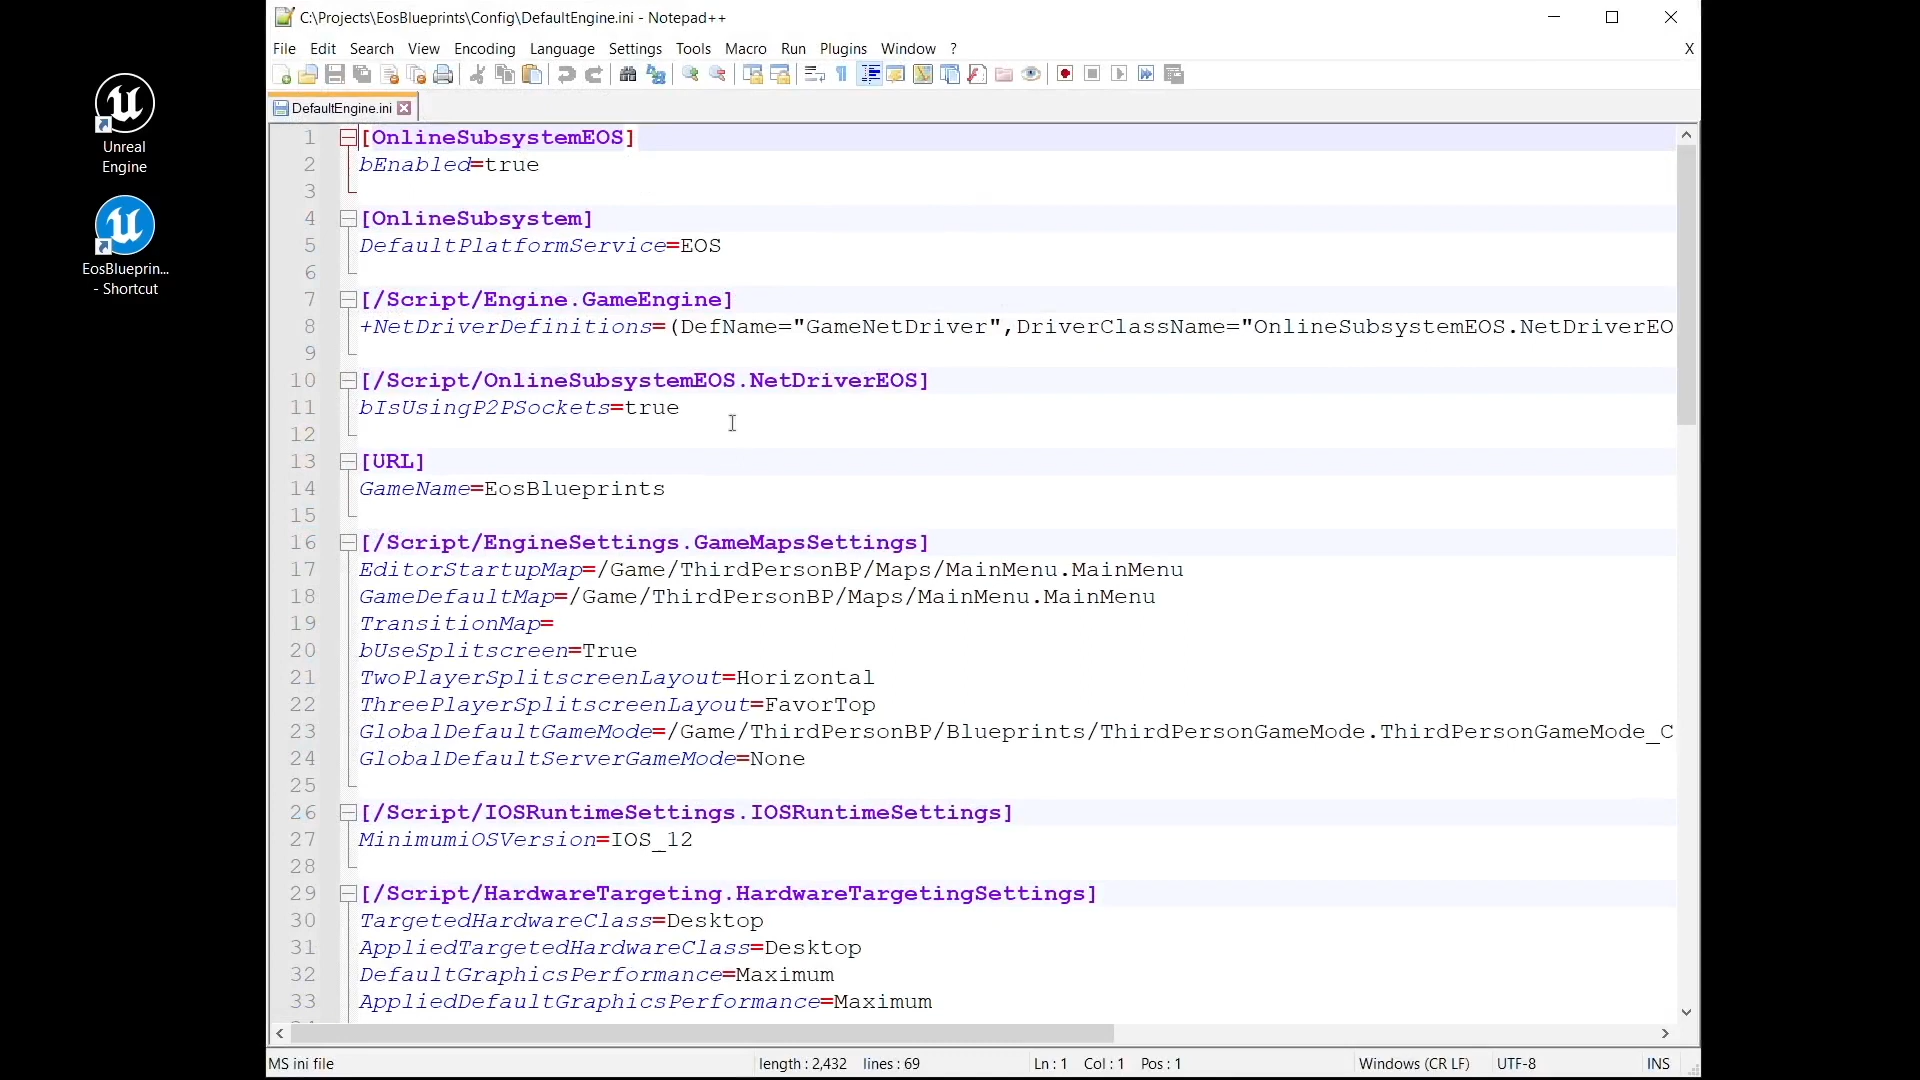 C:\Projects\EosBlueprints\Config\DefaultEngine.ini - Notepad++
File Edit Search View Encoding Language Settings Tools Macro Run Plugins Window ? X
DefaultEngine.ini
Unreal
Engine
EosBlueprin...
- Shortcut
1 [OnlineSubsystemEOS]
2 bEnabled=true
3
4 [OnlineSubsystem]
5 DefaultPlatformService=EOS
6
7 [/Script/Engine.GameEngine]
8 +NetDriverDefinitions=(DefName="GameNetDriver",DriverClassName="OnlineSubsystemEOS.NetDriverEO
9
10 [/Script/OnlineSubsystemEOS.NetDriverEOS]
11 bIsUsingP2PSockets=true
12
13 [URL]
14 GameName=EosBlueprints
15
16 [/Script/EngineSettings.GameMapsSettings]
17 EditorStartupMap=/Game/ThirdPersonBP/Maps/MainMenu.MainMenu
18 GameDefaultMap=/Game/ThirdPersonBP/Maps/MainMenu.MainMenu
19 TransitionMap=
20 bUseSplitscreen=True
21 TwoPlayerSplitscreenLayout=Horizontal
22 ThreePlayerSplitscreenLayout=FavorTop
23 GlobalDefaultGameMode=/Game/ThirdPersonBP/Blueprints/ThirdPersonGameMode.ThirdPersonGameMode_C
24 GlobalDefaultServerGameMode=None
25
26 [/Script/IOSRuntimeSettings.IOSRuntimeSettings]
27 MinimumiOSVersion=IOS_12
28
29 [/Script/HardwareTargeting.HardwareTargetingSettings]
30 TargetedHardwareClass=Desktop
31 AppliedTargetedHardwareClass=Desktop
32 DefaultGraphicsPerformance=Maximum
33 AppliedDefaultGraphicsPerformance=Maximum
MS ini file length : 2,432 lines : 69 Ln : 1 Col : 1 Pos : 1 Windows (CR LF) UTF-8 INS